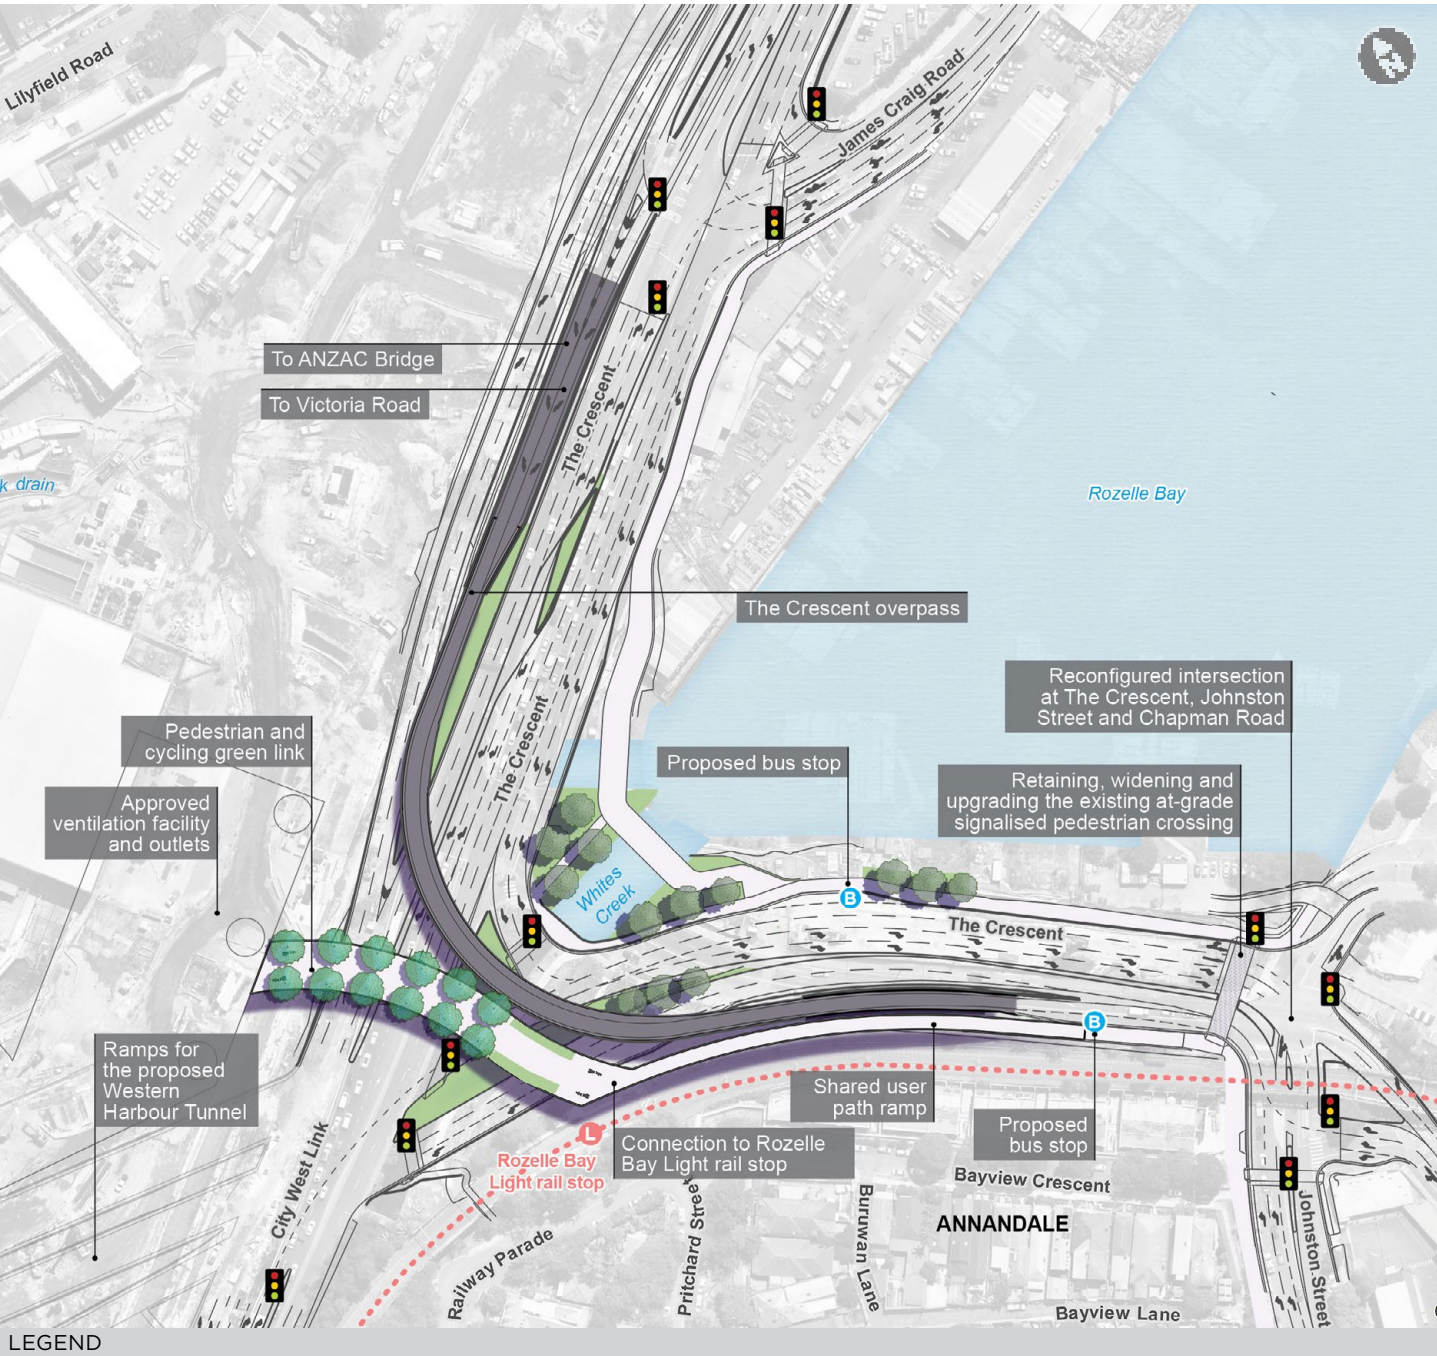 Lilyfield Road
James Craig Road
To ANZAC Bridge
To Victoria Road
The Crescent
k drain
Rozelle Bay
The Crescent overpass
Reconfigured intersection
at The Crescent, Johnston
Street and Chapman Road
The Crescent
Pedestrian and
cycling green link
Proposed bus stop
Retaining, widening and
upgrading the existing at-grade
signalised pedestrian crossing
Approved
ventilation facility
and outlets
Whites
Creek
B
The Crescent
B
Ramps for
the proposed
Western
Harbour Tunnel
Shared user
path ramp
Proposed
bus stop
L
Connection to Rozelle
Bay Light rail stop
Rozelle Bay
Light rail stop
City West Link
Bayview Crescent
ANNANDALE
Railway Parade
Pritchard Street
Buruwan Lane
Johnston Street
Bayview Lane
LEGEND